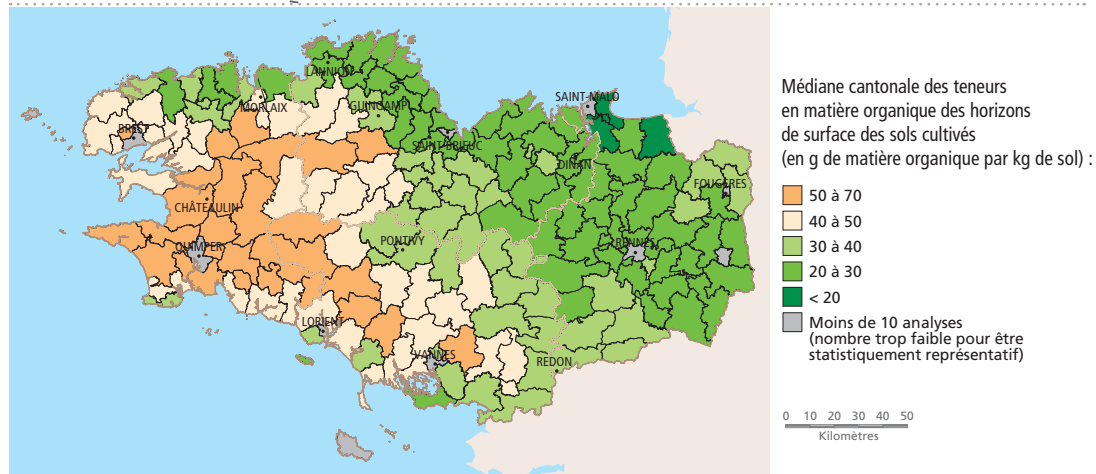 SAINT-MALO
LANNION
MORLAIX
GUINGAMP
BREST
SAINT-BRIEUC
DINAN
FOUGÈRES
CHÂTEAULIN
QUIMPER
PONTIVY
RENNES
LORIENT
VANNES
REDON
Médiane cantonale des teneurs
en matière organique des horizons
de surface des sols cultivés
(en g de matière organique par kg de sol) :
50 à 70
40 à 50
30 à 40
20 à 30
< 20
Moins de 10 analyses
(nombre trop faible pour être
statistiquement représentatif)
0 10 20 30 40 50
Kilomètres